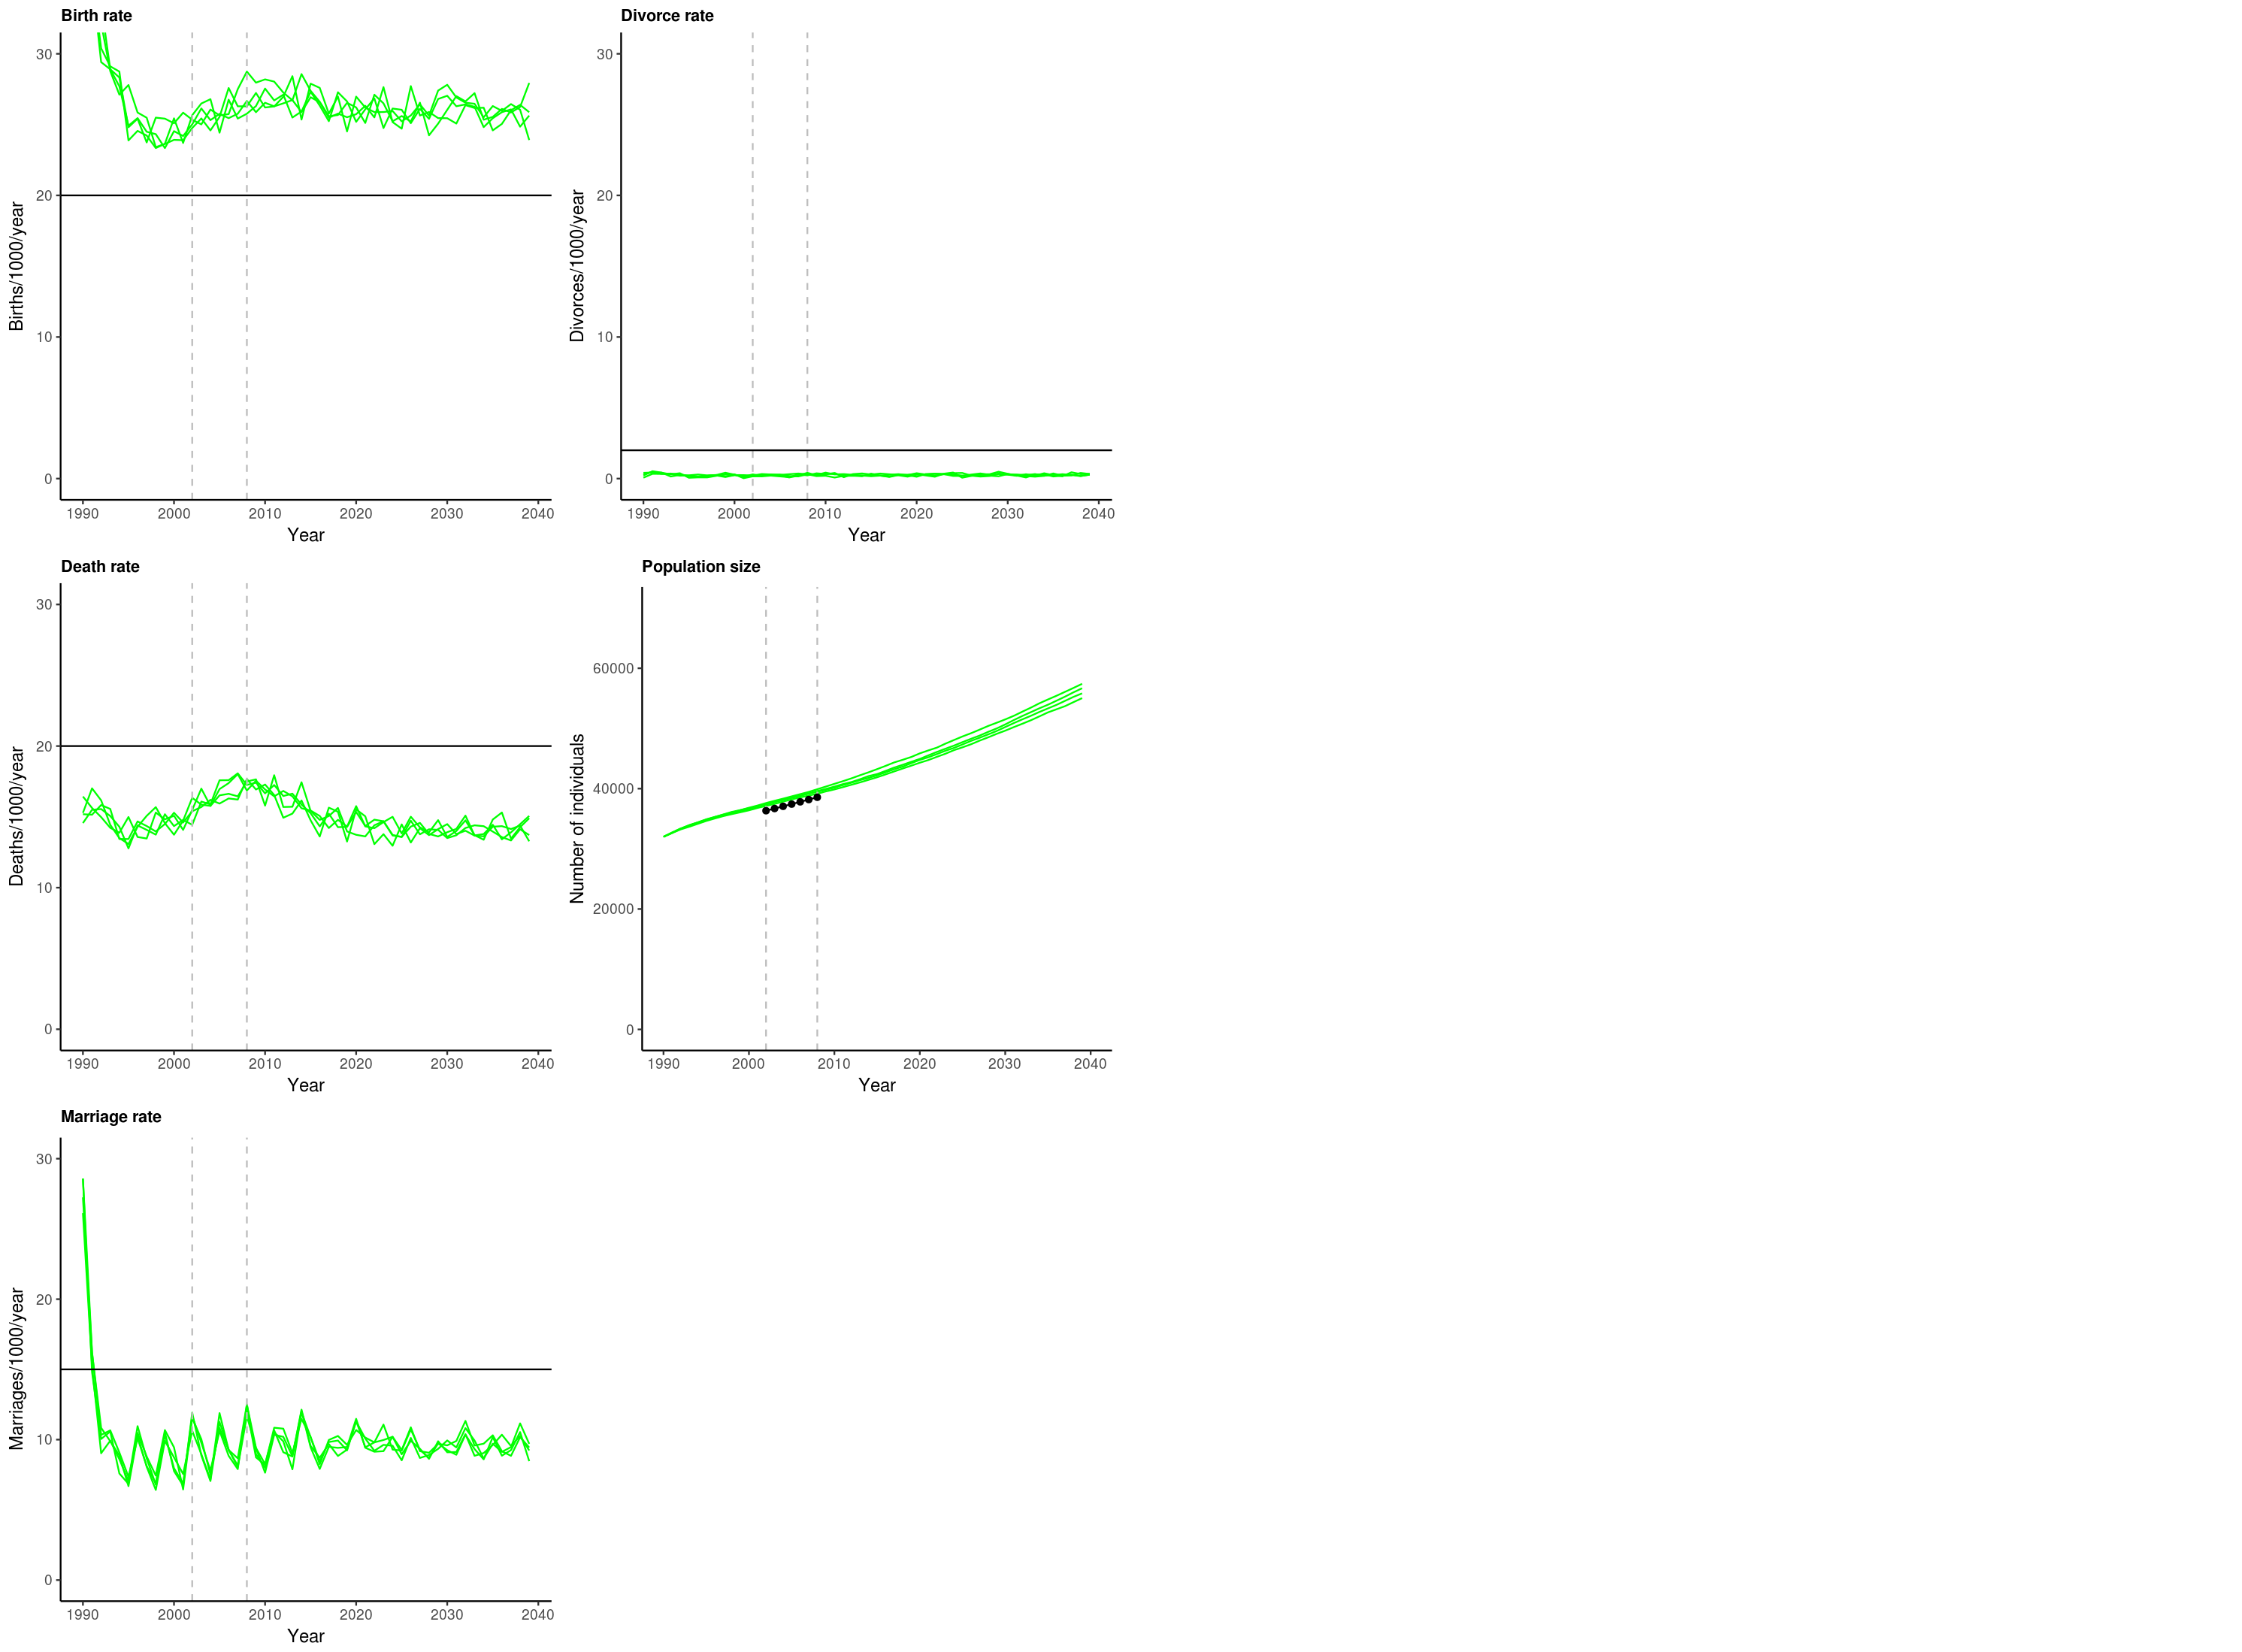 Birth rate
30
20
10
0
Births/1000/year
1990 2000 2010 2020 2030 2040
Year
Divorce rate
30
20
10
0
Divorces/1000/year
1990 2000 2010 2020 2030 2040
Year
Death rate
30
20
10
0
Deaths/1000/year
1990 2000 2010 2020 2030 2040
Year
Population size
60000
40000
20000
0
Number of individuals
1990 2000 2010 2020 2030 2040
Year
Marriage rate
30
20
10
0
Marriages/1000/year
1990 2000 2010 2020 2030 2040
Year